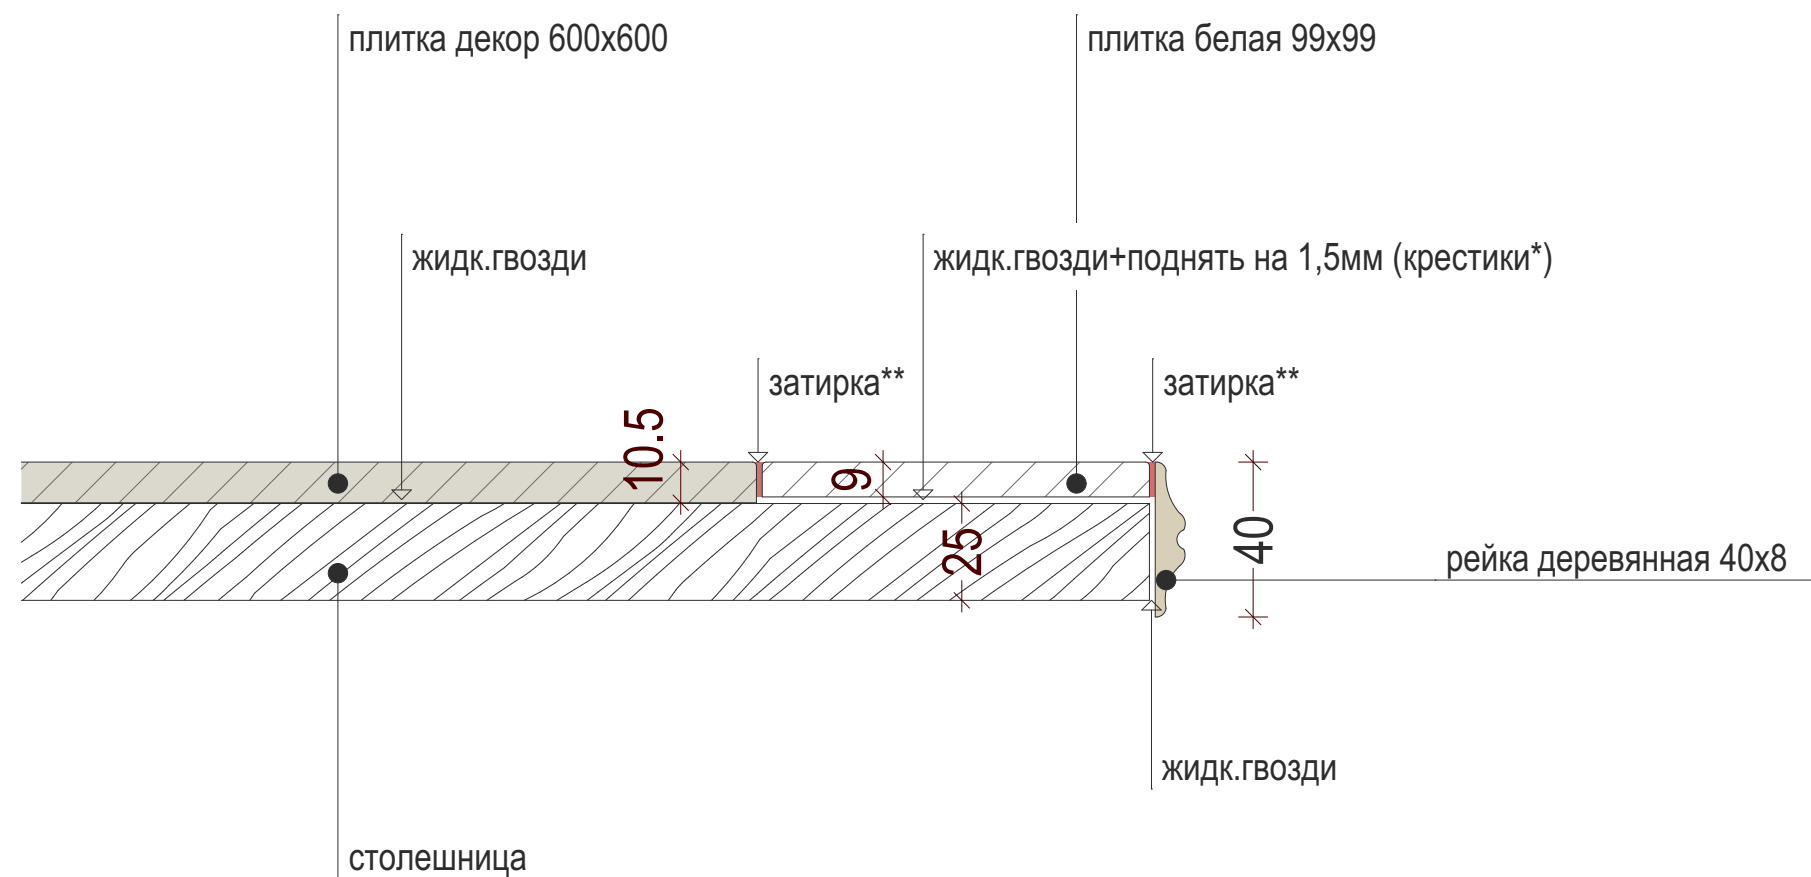 плитка декор 600х600
плитка белая 99х99
жидк.гвозди
жидк.гвозди+поднять на 1,5мм (крестики*)
затирка**
затирка**
10.5
9
25
40
рейка деревянная 40х8
жидк.гвозди
столешница